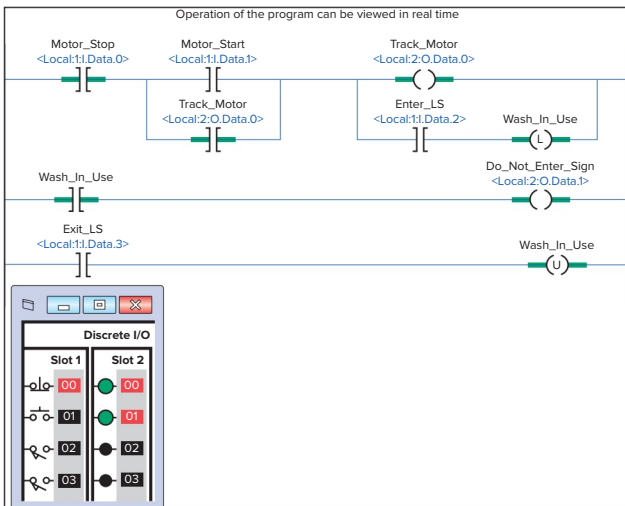 Operation of the program can be viewed in real time
Motor_Stop
<Local:1:I.Data.0>
Motor_Start
<Local:1:I.Data.1>
Track_Motor
<Local:2:O.Data.0>
Track_Motor
<Local:2:O.Data.0>
Enter_LS
<Local:1:I.Data.2>
Wash_In_Use
L
Wash_In_Use
Do_Not_Enter_Sign
<Local:2:O.Data.1>
Exit_LS
<Local:1:I.Data.3>
Wash_In_Use
U
Discrete I/O
Slot 1 Slot 2
00 00
01 01
02 02
03 03